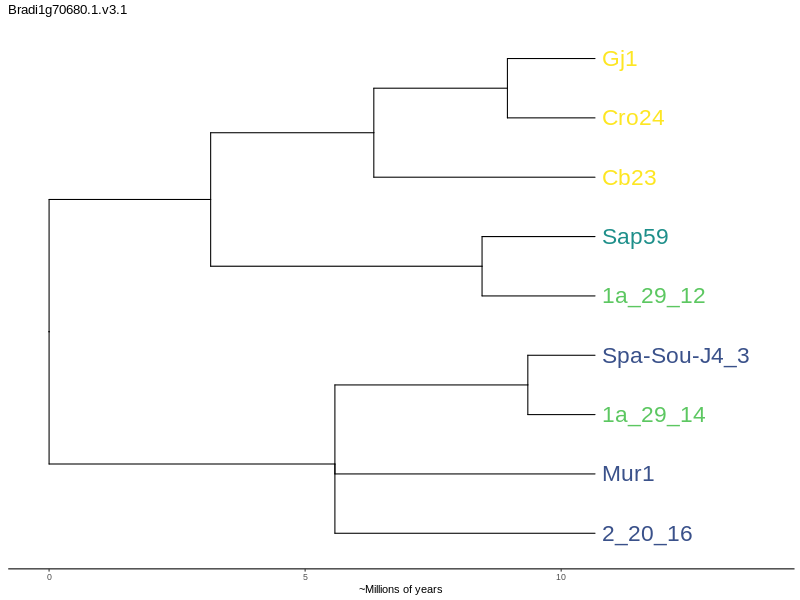 Bradi1g70680.1.v3.1
Gj1
Cro24
Cb23
Sap59
1a_29_12
Spa-Sou-J4_3
1a_29_14
Mur1
2_20_16
0 5 10
~Millions of years